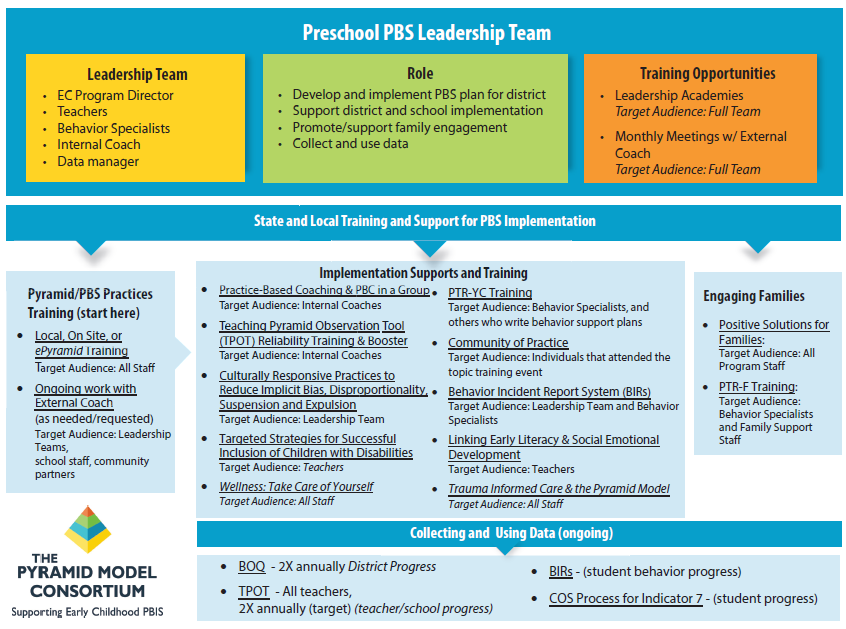 Preschool PBS Leadership Team
Leadership Team
• EC Program Director
• Teachers
• Behavior Specialists
• Internal Coach
• Data manager
Role
• Develop and implement PBS plan for district
• Support district and school implementation
• Promote/support family engagement
• Collect and use data
Training Opportunities
• Leadership Academies
Target Audience: Full Team
• Monthly Meetings w/ External
Coach
Target Audience: Full Team
State and Local Training and Support for PBS Implementation
Pyramid/PBS Practices
Training (start here)
• Local, On Site, or
ePyramid Training
Target Audience: All Staff
• Ongoing work with
External Coach
(as needed/requested)
Target Audience: Leadership
Teams,
school staff, community
partners
Implementation Supports and Training
• Practice-Based Coaching & PBC in a Group
Target Audience: Internal Coaches
• Teaching Pyramid Observation Tool
(TPOT) Reliability Training & Booster
Target Audience: Internal Coaches
• Culturally Responsive Practices to
Reduce Implicit Bias, Disproportionality,
Suspension and Expulsion
Target Audience: Leadership Team
• Targeted Strategies for Successful
Inclusion of Children with Disabilities
Target Audience: Teachers
• Wellness: Take Care of Yourself
Target Audience: All Staff
• PTR-YC Training
Target Audience: Behavior Specialists, and
others who write behavior support plans
• Community of Practice
Target Audience: Individuals that attended the
topic training event
• Behavior Incident Report System (BIRs)
Target Audience: Leadership Team and Behavior
Specialists
• Linking Early Literacy & Social Emotional
Development
Target Audience: Teachers
• Trauma Informed Care & the Pyramid Model
Target Audience: All Staff
Engaging Families
• Positive Solutions for
Families:
Target Audience: All
Program Staff
• PTR-F Training:
Target Audience:
Behavior Specialists
and Family Support
Staff
THE
PYRAMID MODEL
CONSORTIUM
Supporting Early Childhood PBIS
Collecting and Using Data (ongoing)
• BOQ - 2X annually District Progress
• TPOT - All teachers,
2X annually (target) (teacher/school progress)
• BIRs - (student behavior progress)
• COS Process for Indicator 7 - (student progress)